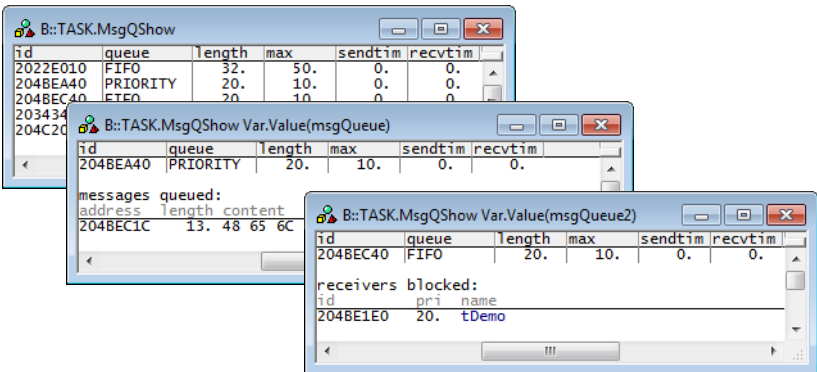 B::TASK.MsgQShow
id queue length max sendtim recvtim
2022E010 FIFO 32. 50. 0. 0.
204BEA40 PRIORITY 20. 10. 0. 0.
204BEC40 FIFO 20. 10. 0. 0.
203434
204C20
B::TASK.MsgQShow Var.Value(msgQueue)
id queue length max sendtim recvtim
204BEA40 PRIORITY 20. 10. 0. 0.
messages queued:
address length content
204BEC1C 13. 48 65 6C
B::TASK.MsgQShow Var.Value(msgQueue2)
id queue length max sendtim recvtim
204BEC40 FIFO 20. 10. 0. 0.
receivers blocked:
id pri name
204BE1E0 20. tDemo